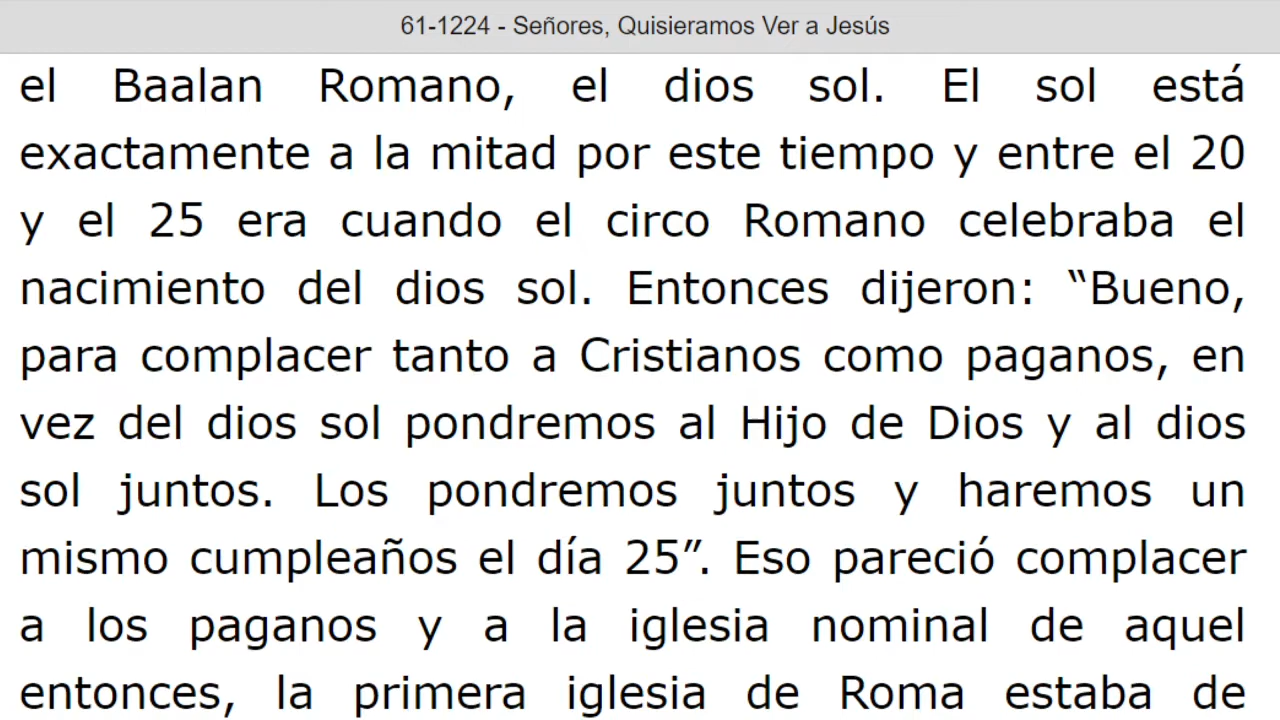 61-1224 - Señores, Quisieramos Ver a Jesús
el Baalan Romano, el dios sol. El sol está
exactamente a la mitad por este tiempo y entre el 20
y el 25 era cuando el circo Romano celebraba el
nacimiento del dios sol. Entonces dijeron: “Bueno,
para complacer tanto a Cristianos como paganos, en
vez del dios sol pondremos al Hijo de Dios y al dios
sol juntos. Los pondremos juntos y haremos un
mismo cumpleaños el día 25”. Eso pareció complacer
a los paganos y a la iglesia nominal de aquel
entonces, la primera iglesia de Roma estaba de